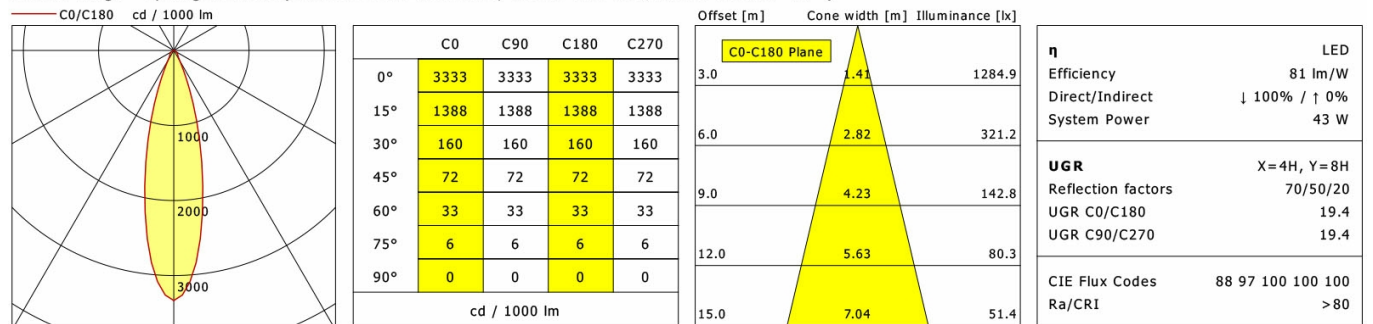 C0/C180 cd / 1000 lm
1000
2000
3000
C0 C90 C180 C270
0° 3333 3333 3333 3333
15° 1388 1388 1388 1388
30° 160 160 160 160
45° 72 72 72 72
60° 33 33 33 33
75° 6 6 6 6
90° 0 0 0 0
cd / 1000 lm
Offset [m] Cone width [m] Illuminance [lx]
C0-C180 Plane
3.0 1.41 1284.9
6.0 2.82 321.2
9.0 4.23 142.8
12.0 5.63 80.3
15.0 7.04 51.4
η LED
Efficiency 81 lm/W
Direct/Indirect ↓ 100% / ↑ 0%
System Power 43 W
UGR X=4H, Y=8H
Reflection factors 70/50/20
UGR C0/C180 19.4
UGR C90/C270 19.4
CIE Flux Codes 88 97 100 100 100
Ra/CRI >80